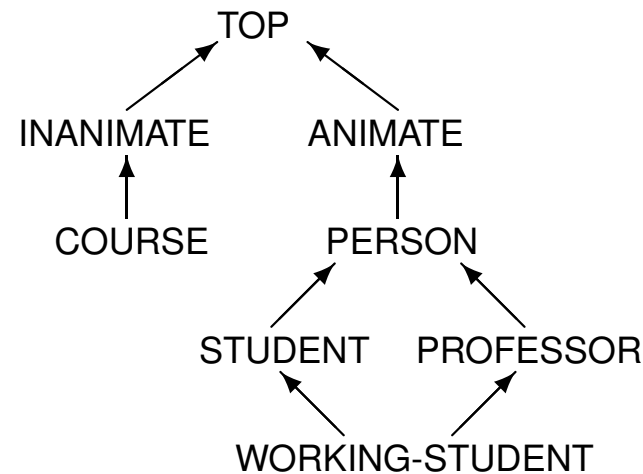 TOP
INANIMATE ANIMATE
COURSE PERSON
STUDENT PROFESSOR
WORKING-STUDENT